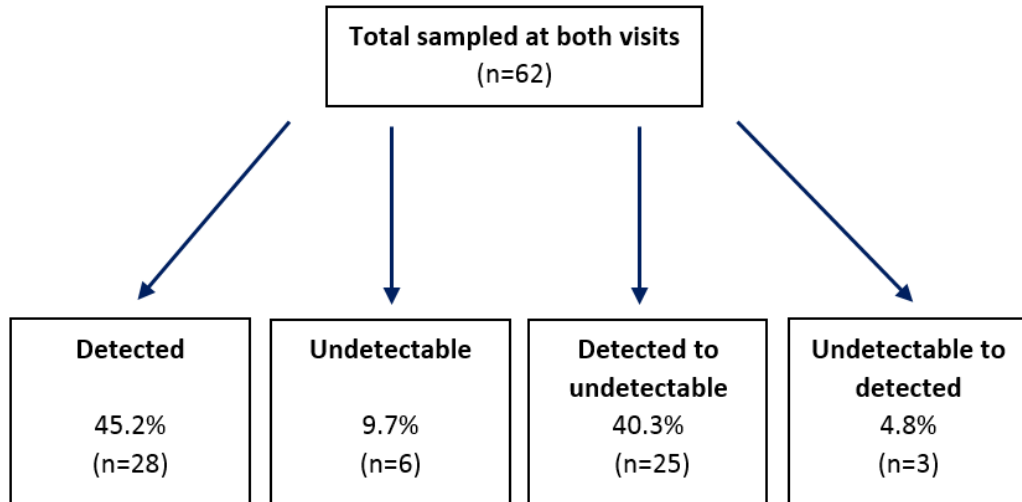 Total sampled at both visits
(n=62)
Detected
45.2%
(n=28)
Undetectable
9.7%
(n=6)
Detected to
undetectable
40.3%
(n=25)
Undetectable to
detected
4.8%
(n=3)